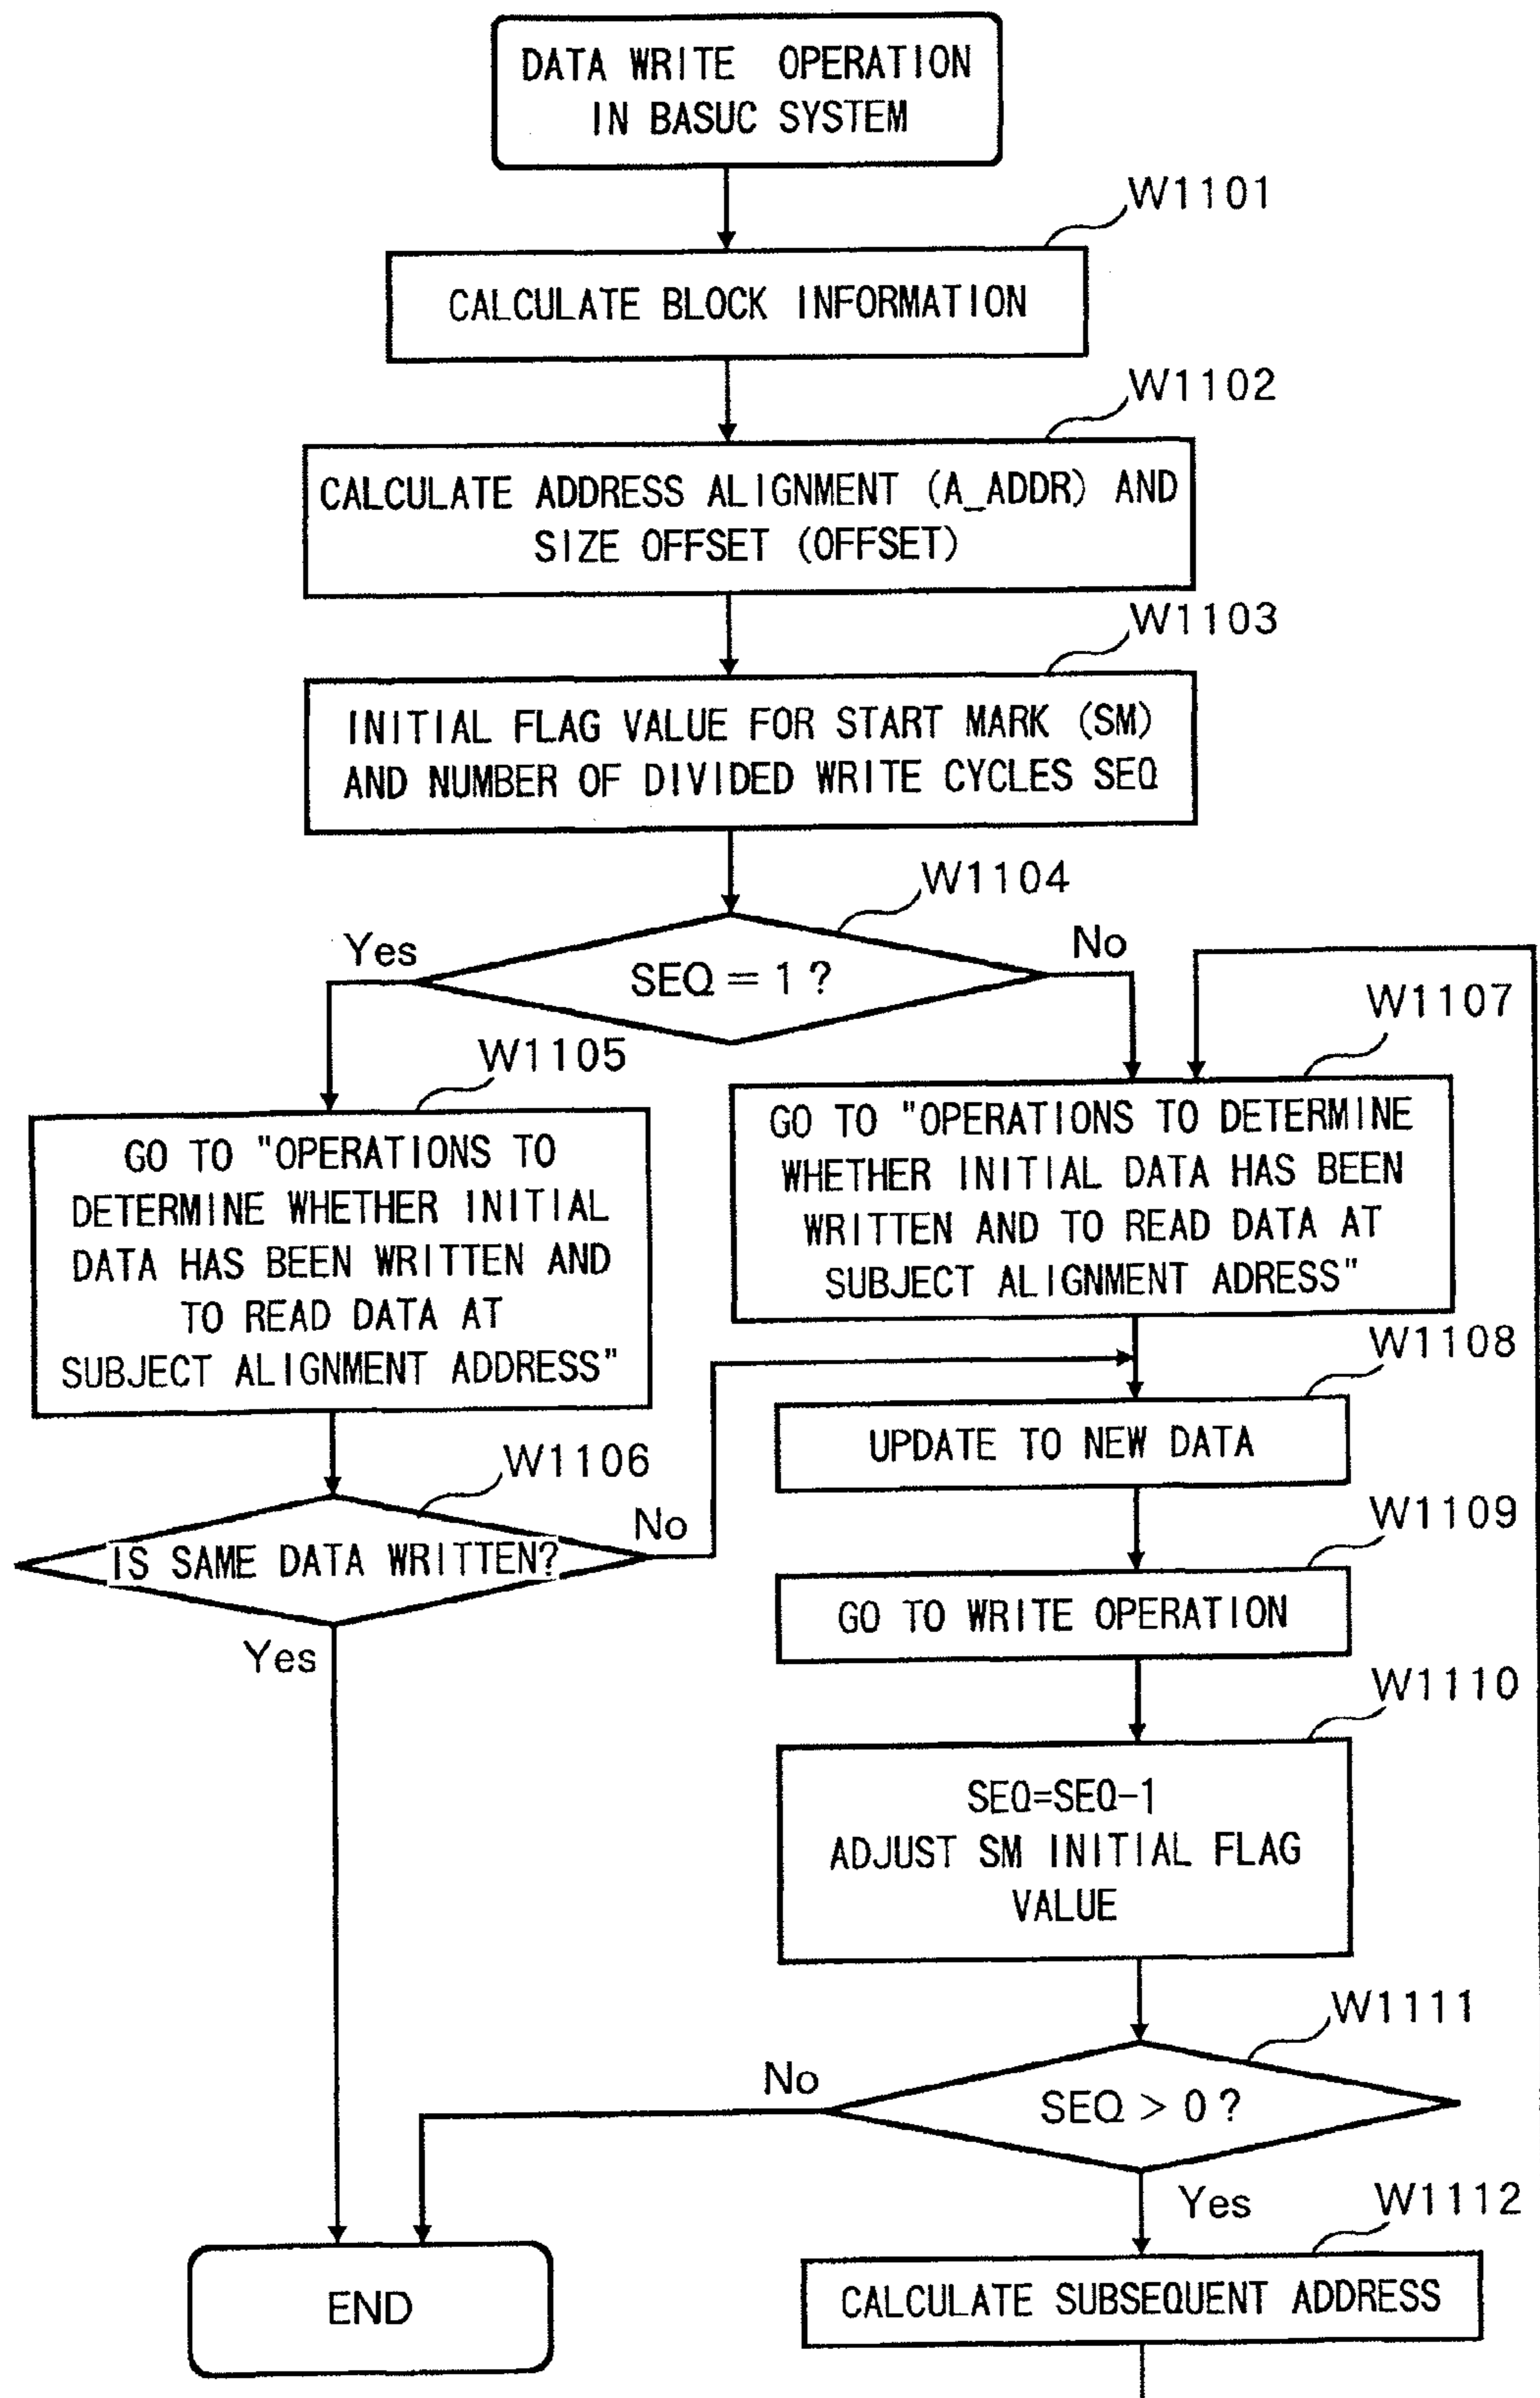 DATA WRITE OPERATION
IN BASUC SYSTEM
W1101
CALCULATE BLOCK INFORMATION
W1102
CALCULATE ADDRESS ALIGNMENT (A_ADDR) AND
SIZE OFFSET (OFFSET)
W1103
INITIAL FLAG VALUE FOR START MARK (SM)
AND NUMBER OF DIVIDED WRITE CYCLES SEQ
W1104
Yes
SEQ = 1 ?
No
W1105
GO TO "OPERATIONS TO
DETERMINE WHETHER INITIAL
DATA HAS BEEN WRITTEN AND
TO READ DATA AT
SUBJECT ALIGNMENT ADDRESS"
W1106
IS SAME DATA WRITTEN?
No
Yes
W1107
GO TO "OPERATIONS TO DETERMINE
WHETHER INITIAL DATA HAS BEEN
WRITTEN AND TO READ DATA AT
SUBJECT ALIGNMENT ADRESS"
W1108
UPDATE TO NEW DATA
W1109
GO TO WRITE OPERATION
W1110
SEQ=SEQ-1
ADJUST SM INITIAL FLAG
VALUE
W1111
No
SEQ > 0 ?
Yes
W1112
CALCULATE SUBSEQUENT ADDRESS
END